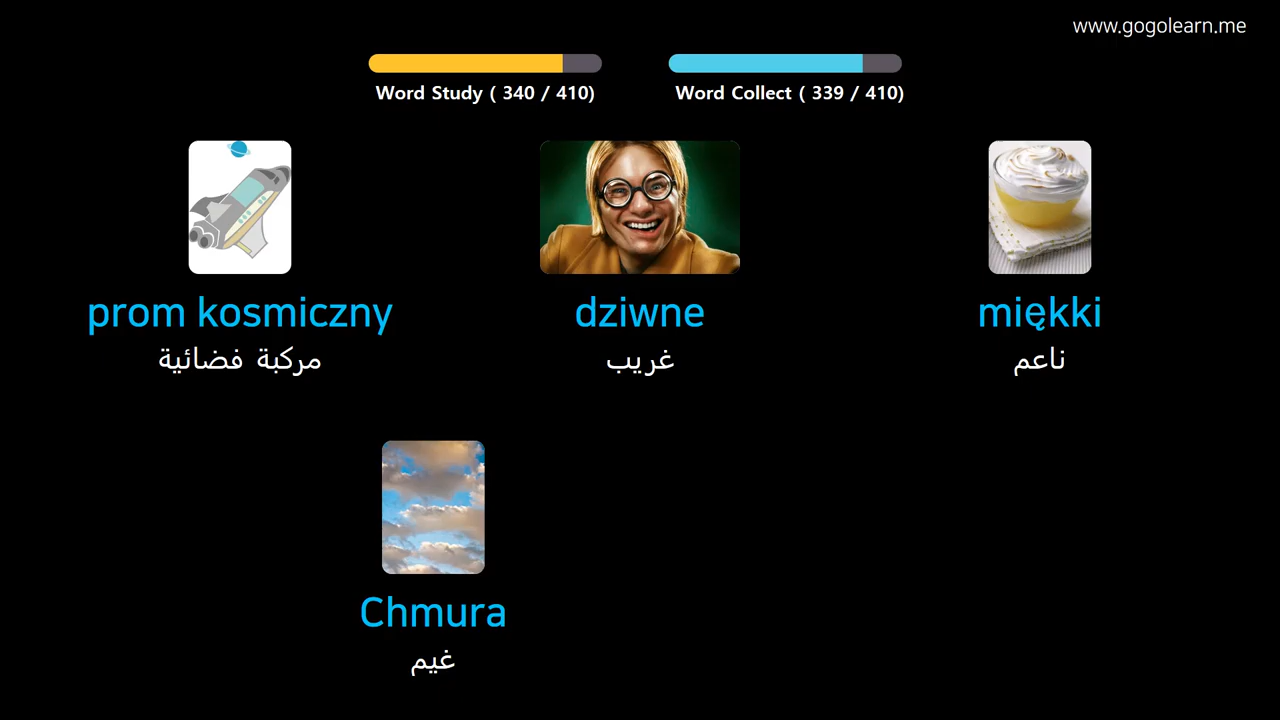 www.gogolearn.me
Word Study ( 340 / 410)
Word Collect ( 339 / 410)
prom kosmiczny
مركبة فضائية
dziwne
غريب
miękki
ناعم
Chmura
غيم